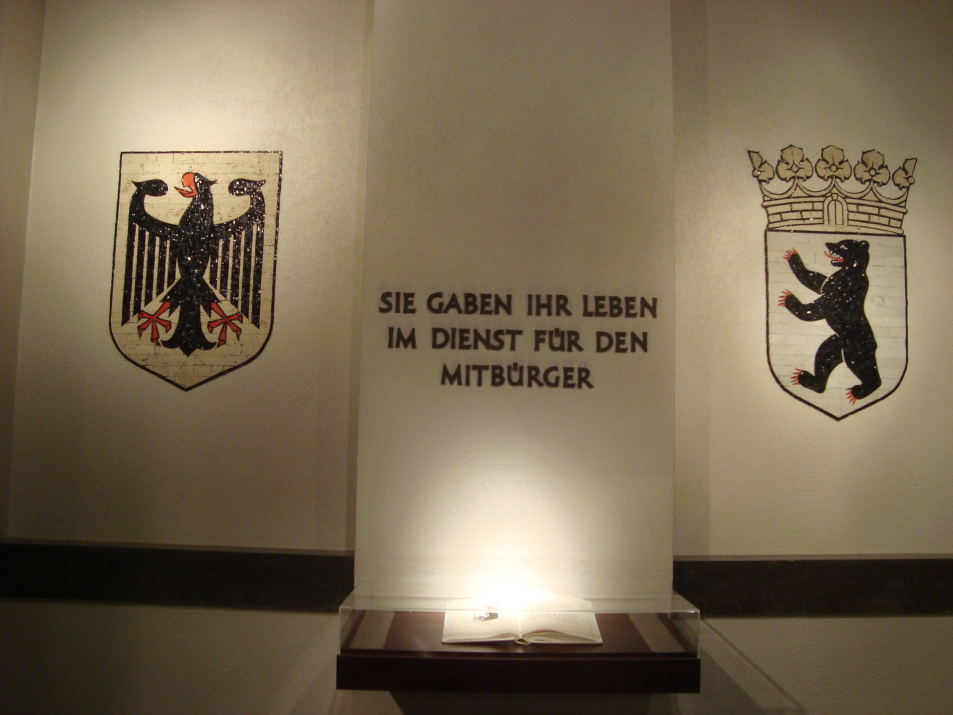 SIE GABEN IHR LEBEN
IM DIENST FÜR DEN
MITBÜRGER